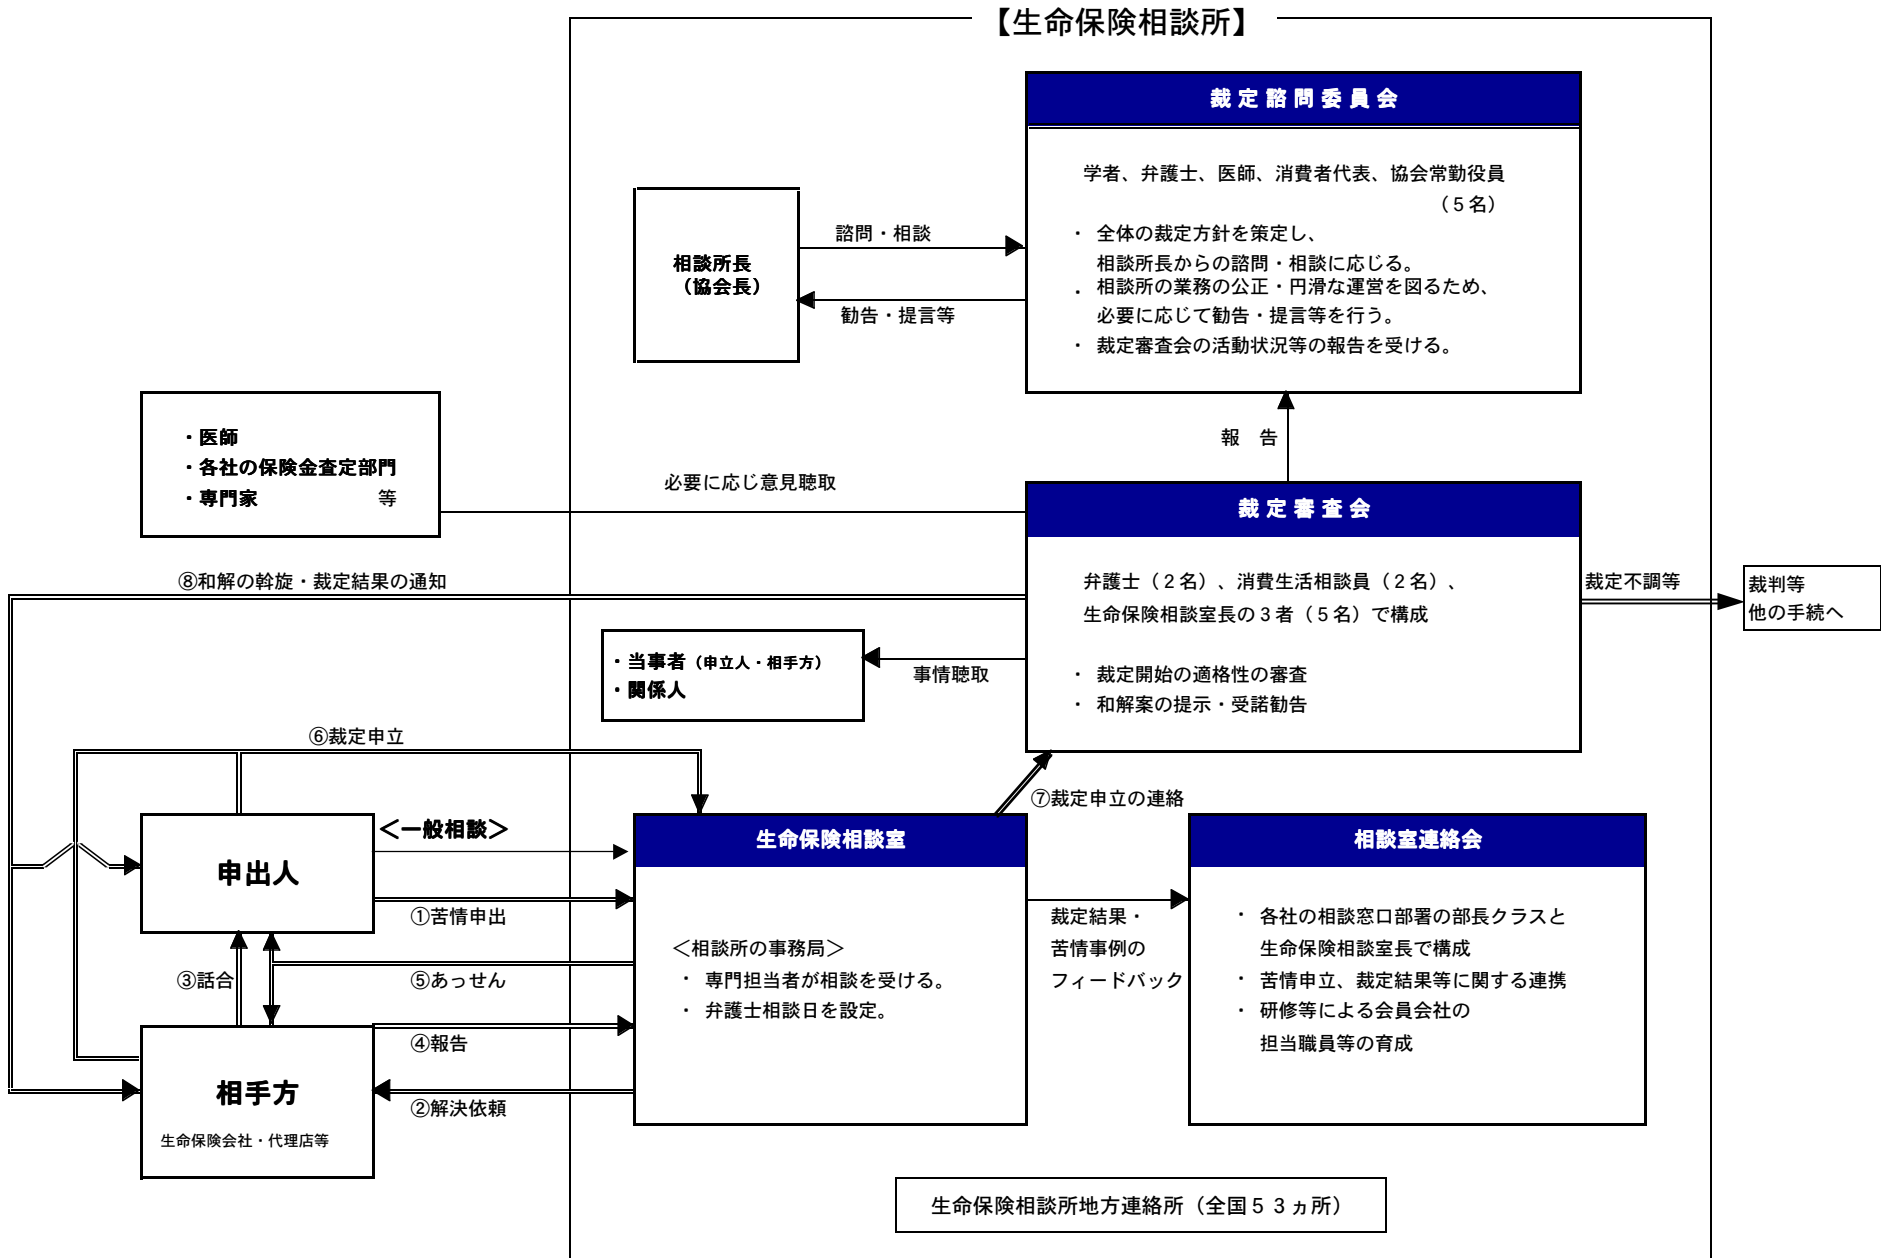 【生命保険相談所】
裁定諮問委員会
学者、弁護士、医師、消費者代表、協会常勤役員
（5名）
・ 全体の裁定方針を策定し、
相談所長からの諮問・相談に応じる。
・ 相談所の業務の公正・円滑な運営を図るため、
必要に応じて勧告・提言等を行う。
・ 裁定審査会の活動状況等の報告を受ける。
諮問・相談
相談所長
（協会長）
勧告・提言等
報 告
・医師
・各社の保険金査定部門
・専門家 等
必要に応じ意見聴取
裁定審査会
弁護士（2名）、消費生活相談員（2名）、
生命保険相談室長の3者（5名）で構成
・ 裁定開始の適格性の審査
・ 和解案の提示・受諾勧告
裁定不調等
裁判等
他の手続へ
⑧和解の斡旋・裁定結果の通知
・当事者（申立人・相手方）
・関係人
事情聴取
⑥裁定申立
⑦裁定申立の連絡
申出人
＜一般相談＞
①苦情申出
③話合
⑤あっせん
④報告
②解決依頼
相手方
生命保険会社・代理店等
生命保険相談室
＜相談所の事務局＞
・ 専門担当者が相談を受ける。
・ 弁護士相談日を設定。
裁定結果・
苦情事例の
フィードバック
相談室連絡会
・ 各社の相談窓口部署の部長クラスと
生命保険相談室長で構成
・ 苦情申立、裁定結果等に関する連携
・ 研修等による会員会社の
担当職員等の育成
生命保険相談所地方連絡所（全国53ヵ所）